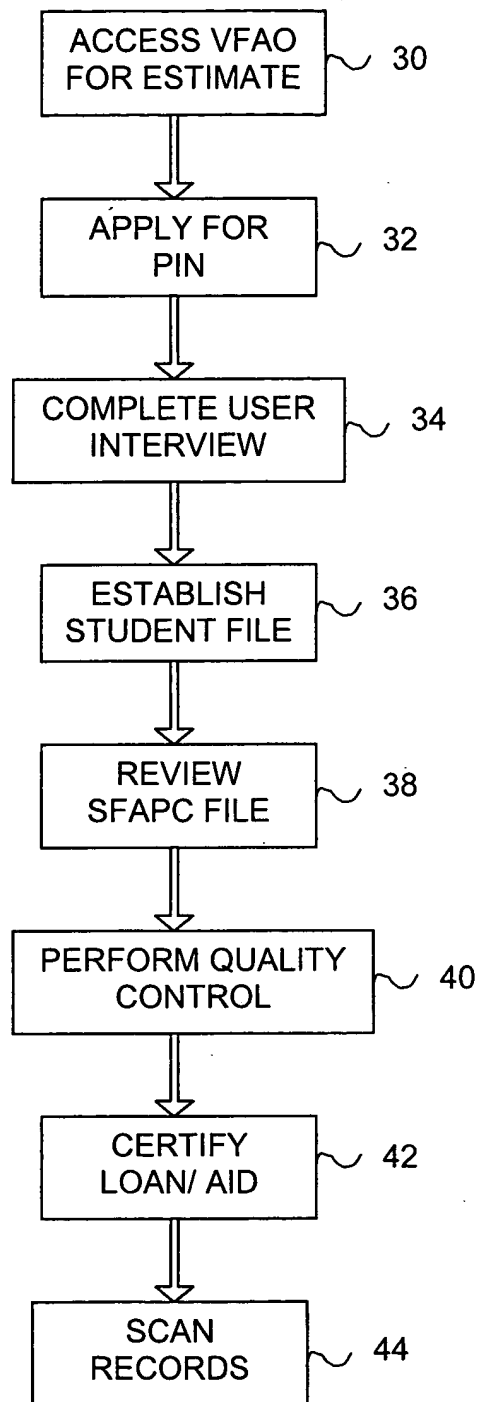 ACCESS VFAO
FOR ESTIMATE
30
APPLY FOR
PIN
32
COMPLETE USER
INTERVIEW
34
ESTABLISH
STUDENT FILE
36
REVIEW
SFAPC FILE
38
PERFORM QUALITY
CONTROL
40
CERTIFY
LOAN/ AID
42
SCAN
RECORDS
44